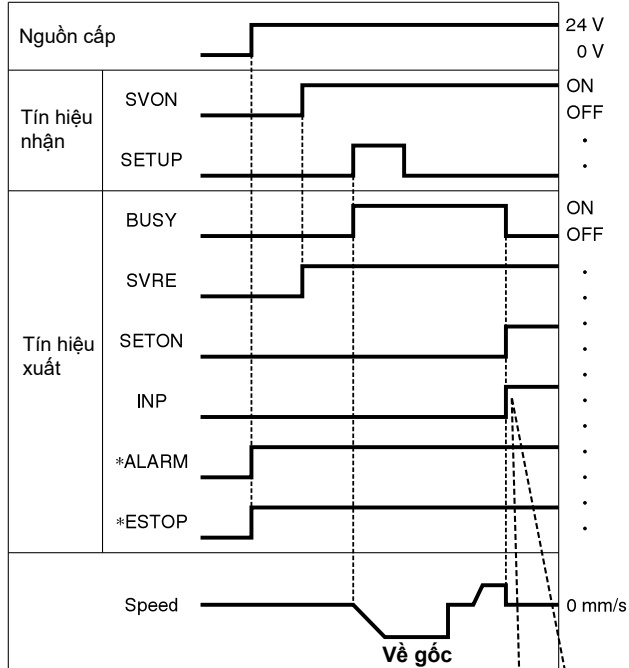 Nguồn cấp
24 V
0 V
Tín hiệu
nhận
SVON
ON
OFF
SETUP
Tín hiệu
xuất
BUSY
ON
OFF
SVRE
SETON
INP
*ALARM
*ESTOP
Speed
0 mm/s
Về gốc